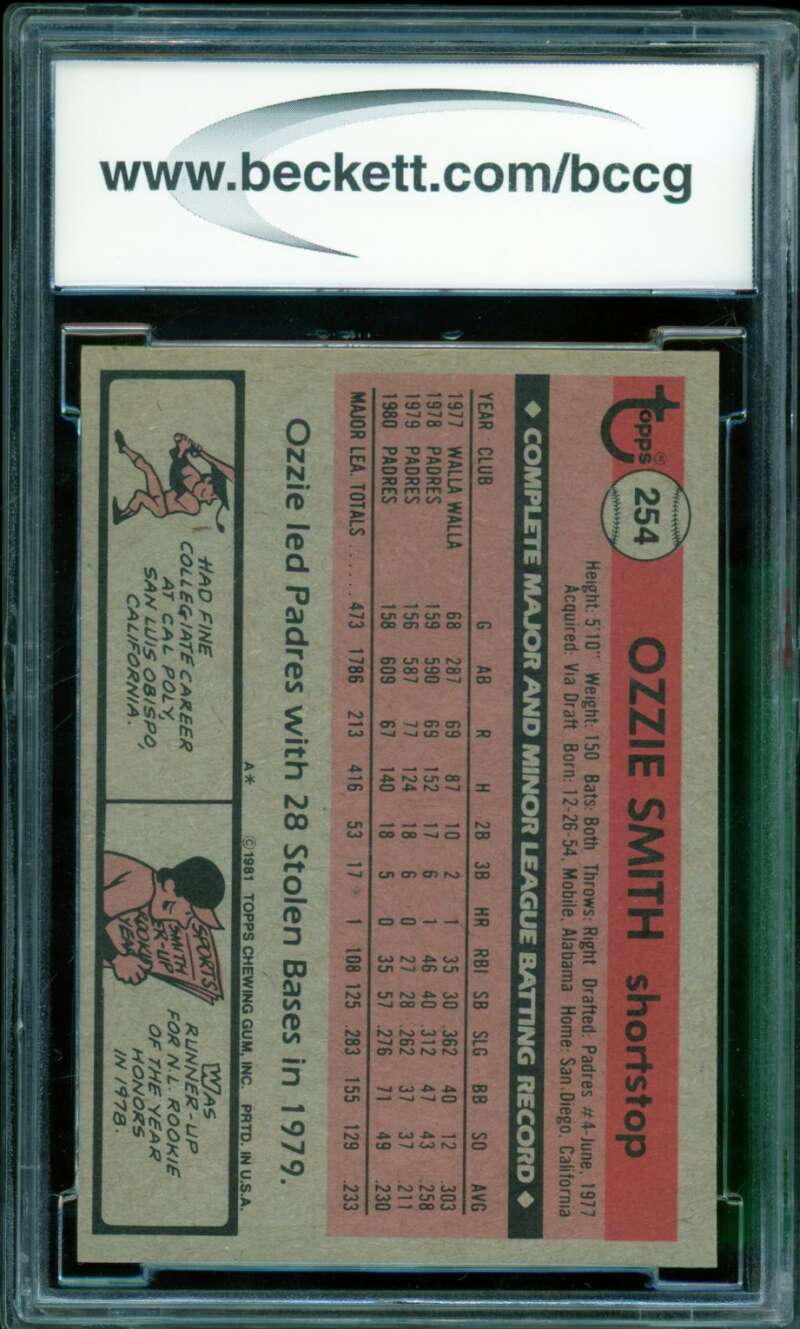 www.beckett.com/bccg
topps
254
OZZIE SMITH shortstop
Height: 5'10" Weight: 150 Bats: Both Throws: Right Drafted: Padres #4-June, 1977
Acquired: Via Draft Born: 12-26-54, Mobile, Alabama Home: San Diego, California
◆ COMPLETE MAJOR AND MINOR LEAGUE BATTING RECORD ◆
YEAR CLUB G AB R H 2B 3B HR RBI SB SLG BB SO AVG
1977 WALLA WALLA 68 287 69 87 10 2 1 35 30 .362 40 12 .303
1978 PADRES 159 590 69 152 17 6 1 46 40 .312 47 43 .258
1979 PADRES 156 587 77 124 18 6 0 27 28 .262 37 37 .211
1980 PADRES 158 609 67 140 18 5 0 35 57 .276 71 49 .230
MAJOR LEA. TOTALS ...... 473 1786 213 416 53 17 1 108 125 .283 155 129 .233
Ozzie led Padres with 28 Stolen Bases in 1979.
A* ©1981 TOPPS CHEWING GUM, INC. PRTD. IN U.S.A.
HAD FINE
COLLEGIATE CAREER
AT CAL POLY,
SAN LUIS OBISPO,
CALIFORNIA.
SPORTS
SMITH
ER-UP
ROOKIE
YEAR
WAS
RUNNER-UP
FOR N.L. ROOKIE
OF THE YEAR
HONORS
IN 1978.